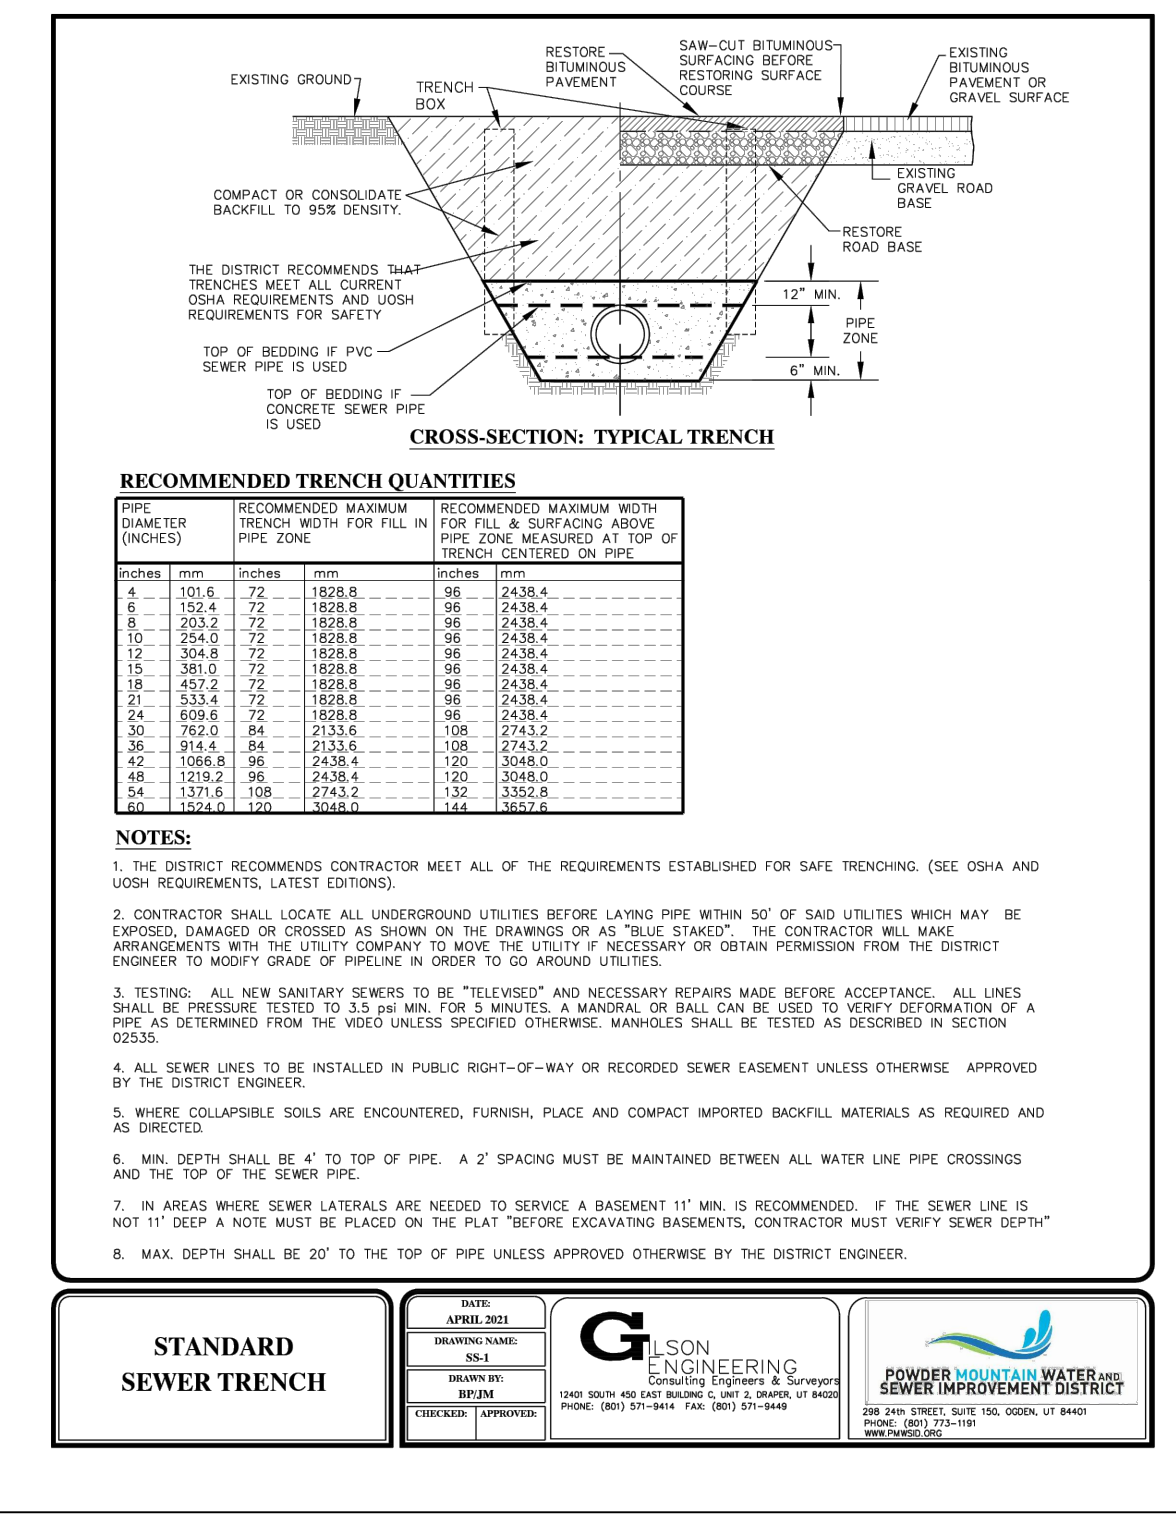 EXISTING GROUND
TRENCH
BOX
RESTORE
BITUMINOUS
PAVEMENT
SAW-CUT BITUMINOUS
SURFACING BEFORE
RESTORING SURFACE
COURSE
EXISTING
BITUMINOUS
PAVEMENT OR
GRAVEL SURFACE
EXISTING
GRAVEL ROAD
BASE
COMPACT OR CONSOLIDATE
BACKFILL TO 95% DENSITY.
RESTORE
ROAD BASE
THE DISTRICT RECOMMENDS THAT
TRENCHES MEET ALL CURRENT
OSHA REQUIREMENTS AND UOSH
REQUIREMENTS FOR SAFETY
12" MIN.
PIPE
ZONE
6" MIN.
TOP OF BEDDING IF PVC
SEWER PIPE IS USED
TOP OF BEDDING IF
CONCRETE SEWER PIPE
IS USED
CROSS-SECTION: TYPICAL TRENCH
RECOMMENDED TRENCH QUANTITIES
PIPE
DIAMETER
(INCHES)
RECOMMENDED MAXIMUM
TRENCH WIDTH FOR FILL IN
PIPE ZONE
RECOMMENDED MAXIMUM WIDTH
FOR FILL & SURFACING ABOVE
PIPE ZONE MEASURED AT TOP OF
TRENCH CENTERED ON PIPE
inches mm inches mm inches mm
4 101.6 72 1828.8 96 2438.4
6 152.4 72 1828.8 96 2438.4
8 203.2 72 1828.8 96 2438.4
10 254.0 72 1828.8 96 2438.4
12 304.8 72 1828.8 96 2438.4
15 381.0 72 1828.8 96 2438.4
18 457.2 72 1828.8 96 2438.4
21 533.4 72 1828.8 96 2438.4
24 609.6 72 1828.8 96 2438.4
30 762.0 84 2133.6 108 2743.2
36 914.4 84 2133.6 108 2743.2
42 1066.8 96 2438.4 120 3048.0
48 1219.2 96 2438.4 120 3048.0
54 1371.6 108 2743.2 132 3352.8
60 1524.0 120 3048.0 144 3657.6
NOTES:
1. THE DISTRICT RECOMMENDS CONTRACTOR MEET ALL OF THE REQUIREMENTS ESTABLISHED FOR SAFE TRENCHING. (SEE OSHA AND
UOSH REQUIREMENTS, LATEST EDITIONS).
2. CONTRACTOR SHALL LOCATE ALL UNDERGROUND UTILITIES BEFORE LAYING PIPE WITHIN 50' OF SAID UTILITIES WHICH MAY BE
EXPOSED, DAMAGED OR CROSSED AS SHOWN ON THE DRAWINGS OR AS "BLUE STAKED". THE CONTRACTOR WILL MAKE
ARRANGEMENTS WITH THE UTILITY COMPANY TO MOVE THE UTILITY IF NECESSARY OR OBTAIN PERMISSION FROM THE DISTRICT
ENGINEER TO MODIFY GRADE OF PIPELINE IN ORDER TO GO AROUND UTILITIES.
3. TESTING: ALL NEW SANITARY SEWERS TO BE "TELEVISED" AND NECESSARY REPAIRS MADE BEFORE ACCEPTANCE. ALL LINES
SHALL BE PRESSURE TESTED TO 3.5 psi MIN. FOR 5 MINUTES. A MANDRAL OR BALL CAN BE USED TO VERIFY DEFORMATION OF A
PIPE AS DETERMINED FROM THE VIDEO UNLESS SPECIFIED OTHERWISE. MANHOLES SHALL BE TESTED AS DESCRIBED IN SECTION
02535.
4. ALL SEWER LINES TO BE INSTALLED IN PUBLIC RIGHT-OF-WAY OR RECORDED SEWER EASEMENT UNLESS OTHERWISE APPROVED
BY THE DISTRICT ENGINEER.
5. WHERE COLLAPSIBLE SOILS ARE ENCOUNTERED, FURNISH, PLACE AND COMPACT IMPORTED BACKFILL MATERIALS AS REQUIRED AND
AS DIRECTED.
6. MIN. DEPTH SHALL BE 4' TO TOP OF PIPE. A 2' SPACING MUST BE MAINTAINED BETWEEN ALL WATER LINE PIPE CROSSINGS
AND THE TOP OF THE SEWER PIPE.
7. IN AREAS WHERE SEWER LATERALS ARE NEEDED TO SERVICE A BASEMENT 11' MIN. IS RECOMMENDED. IF THE SEWER LINE IS
NOT 11' DEEP A NOTE MUST BE PLACED ON THE PLAT "BEFORE EXCAVATING BASEMENTS, CONTRACTOR MUST VERIFY SEWER DEPTH"
8. MAX. DEPTH SHALL BE 20' TO THE TOP OF PIPE UNLESS APPROVED OTHERWISE BY THE DISTRICT ENGINEER.
STANDARD
SEWER TRENCH
DATE:
APRIL 2021
DRAWING NAME:
SS-1
DRAWN BY:
BP/JM
CHECKED: APPROVED:
GILSON
ENGINEERING
Consulting Engineers & Surveyors
12401 SOUTH 450 EAST BUILDING C, UNIT 2, DRAPER, UT 84020
PHONE: (801) 571-9414 FAX: (801) 571-9449
POWDER MOUNTAIN WATER AND
SEWER IMPROVEMENT DISTRICT
298 24th STREET, SUITE 150, OGDEN, UT 84401
PHONE: (801) 773-1191
WWW.PMWSID.ORG